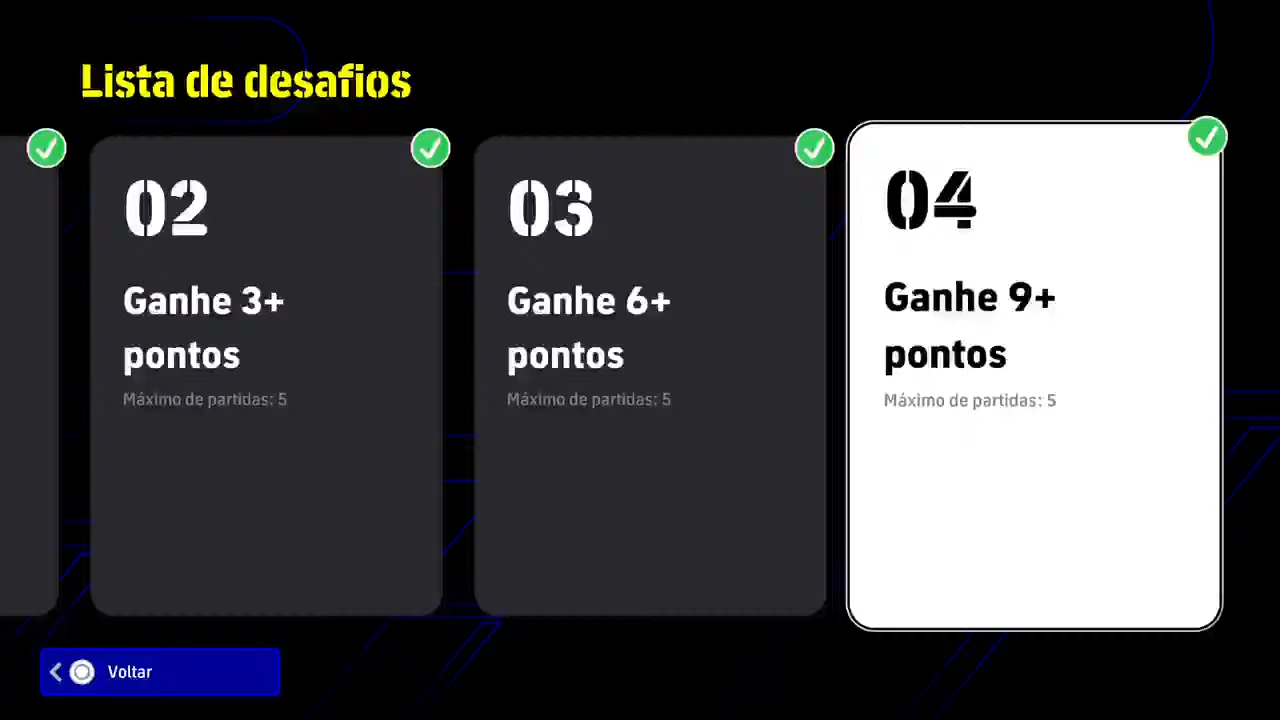 Lista de desafios
02
Ganhe 3+
pontos
Máximo de partidas: 5
03
Ganhe 6+
pontos
Máximo de partidas: 5
04
Ganhe 9+
pontos
Máximo de partidas: 5
Voltar